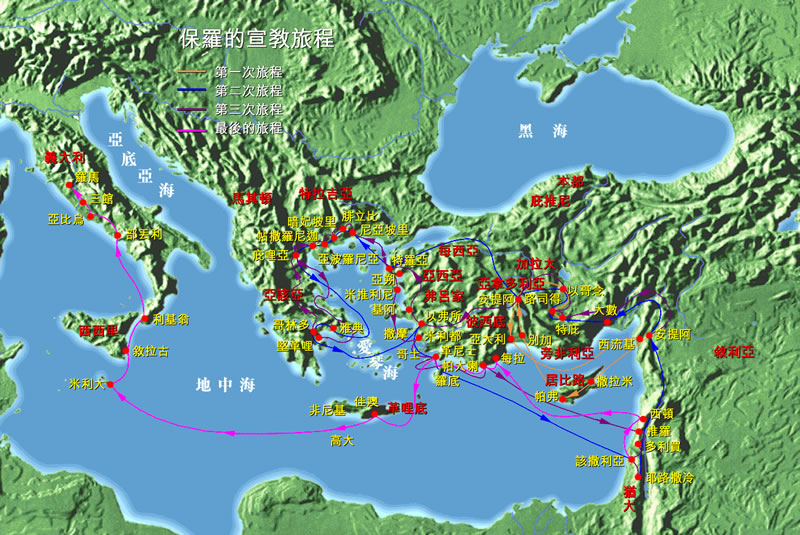 保羅的宣教旅程
第一次旅程
第二次旅程
第三次旅程
最後的旅程
黑海
亞底亞海
義大利
羅馬
三館
亞比烏
部丟利
馬其頓
特拉吉亞
本都
庇推尼
腓立比
暗妃坡里
尼亞坡里
帖撒羅尼迦
亞波羅尼亞
庇哩亞
特羅亞
每西亞
亞朔
亞西亞
加拉太
亞拿多利亞
米推利尼
弗呂家
安提阿
路司得
以哥念
亞該亞
基阿
以弗所
彼西底
特庇
大數
哥林多
雅典
堅革哩
撒摩
米利都
亞大利
別加
西流基
安提阿
利基翁
西西里
愛琴海
哥士
革尼土
帕大喇
每拉
旁非利亞
敘利亞
敘拉古
羅底
居比路
撒拉米
米利大
地中海
帕弗
佳澳
非尼基
革哩底
高大
西頓
推羅
多利買
該撒利亞
耶路撒泠
猶大